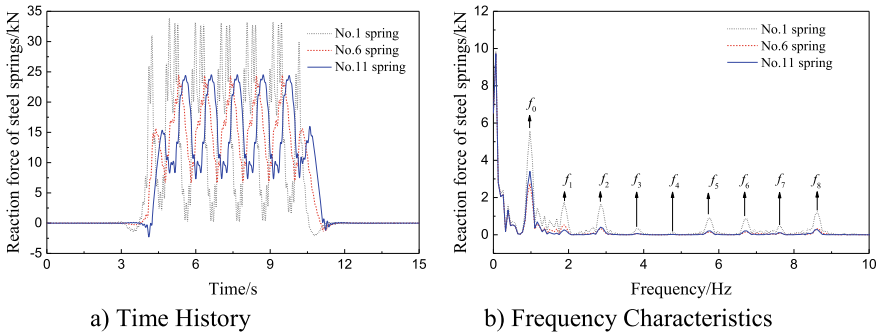 Reaction force of steel springs/kN
35
30
25
20
15
10
5
0
-5
No.1 spring
No.6 spring
No.11 spring
0 3 6 9 12 15
Time/s
a) Time History
Reaction force of steel springs/kN
12
10
8
6
4
2
0
No.1 spring
No.6 spring
No.11 spring
f0
f1 f2 f3 f4 f5 f6 f7 f8
0 2 4 6 8 10
Frequency/Hz
b) Frequency Characteristics